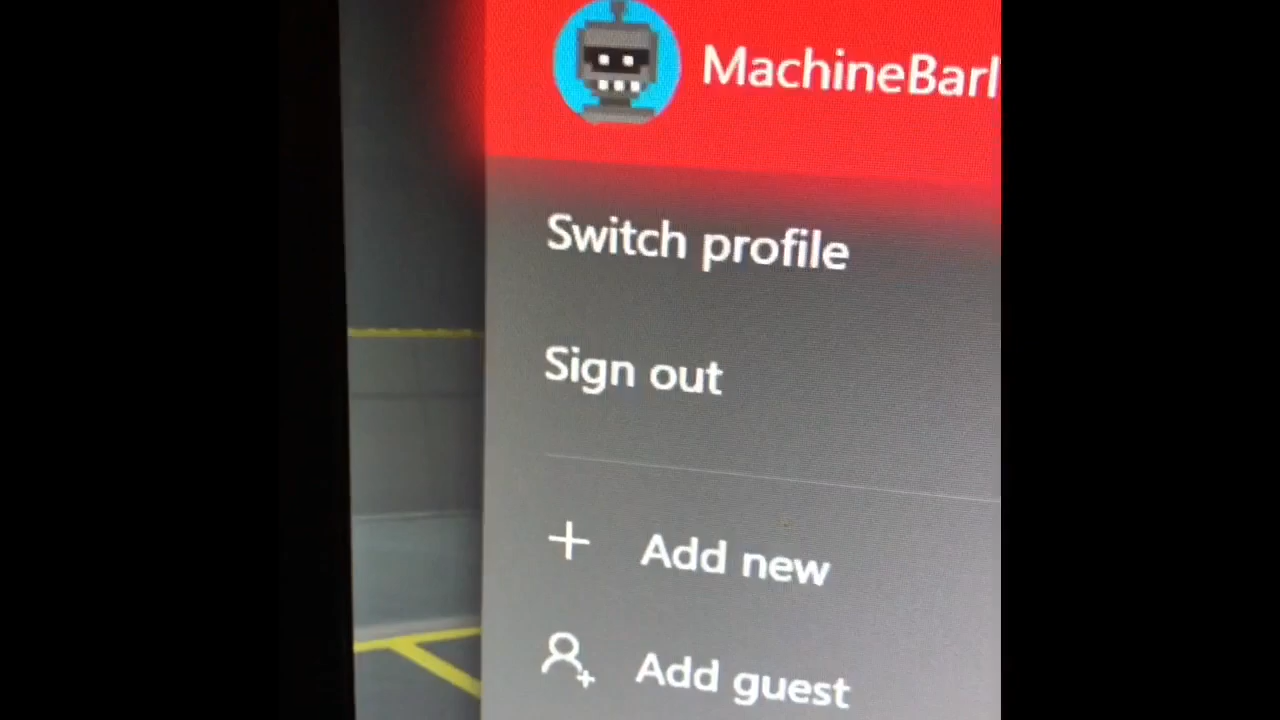 MachineBarl
Switch profile
Sign out
Add new
Add guest